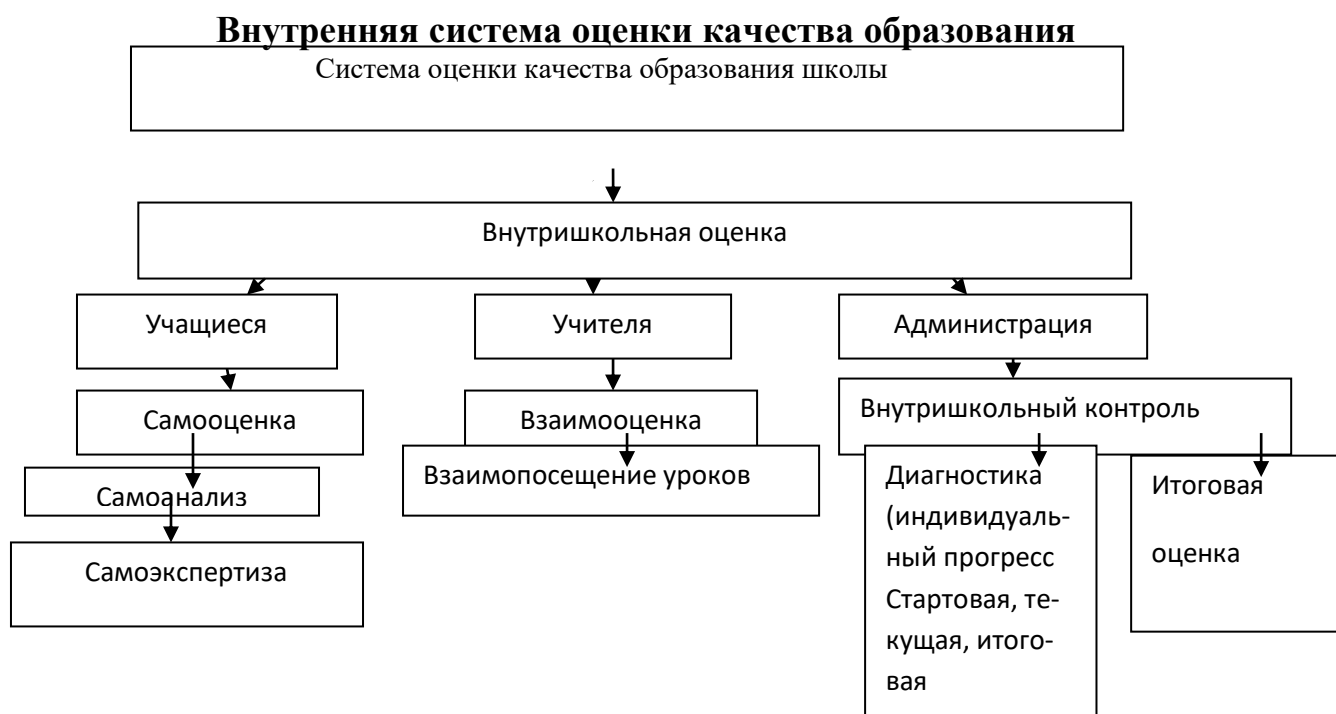 Внутренняя система оценки качества образования
Система оценки качества образования школы
Внутришкольная оценка
Учащиеся
Учителя
Администрация
Самооценка
Взаимооценка
Внутришкольный контроль
Самоанализ
Взаимопосещение уроков
Самоэкспертиза
Диагностика
(индивидуаль-
ный прогресс
Стартовая, те-
кущая, итого-
вая
Итоговая
оценка